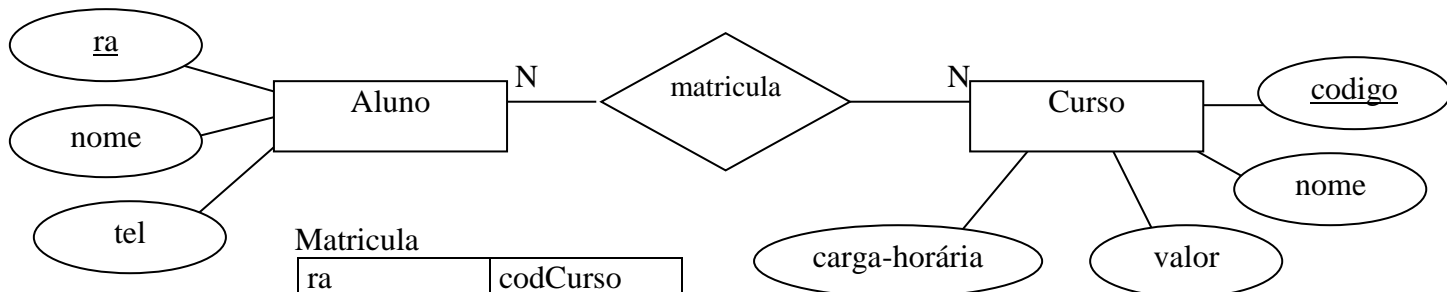 ra
nome
tel
Aluno
N
matricula
N
Curso
codigo
nome
carga-horária
valor
Matricula
ra codCurso